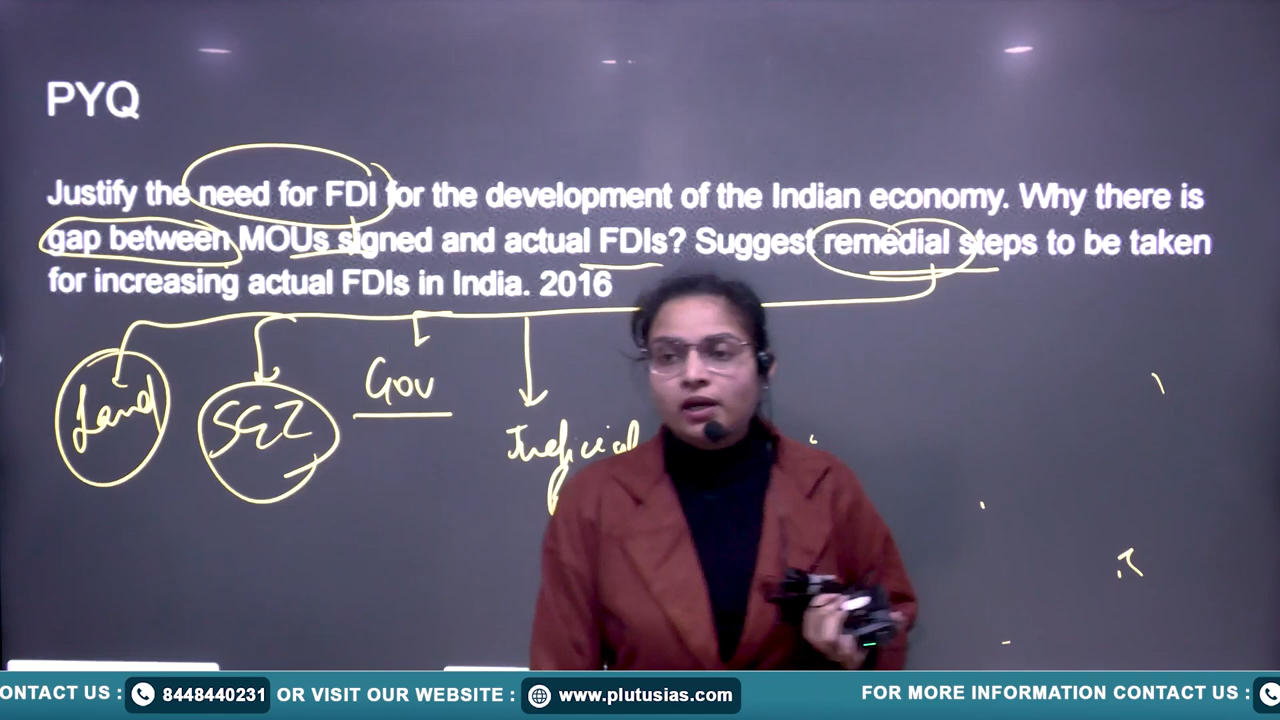 PYQ
Justify the need for FDI for the development of the Indian economy. Why there is
gap between MOUs signed and actual FDIs? Suggest remedial steps to be taken
for increasing actual FDIs in India. 2016
Land SEZ Gov
ONTACT US : 8448440231 OR VISIT OUR WEBSITE : www.plutusias.com FOR MORE INFORMATION CONTACT US :